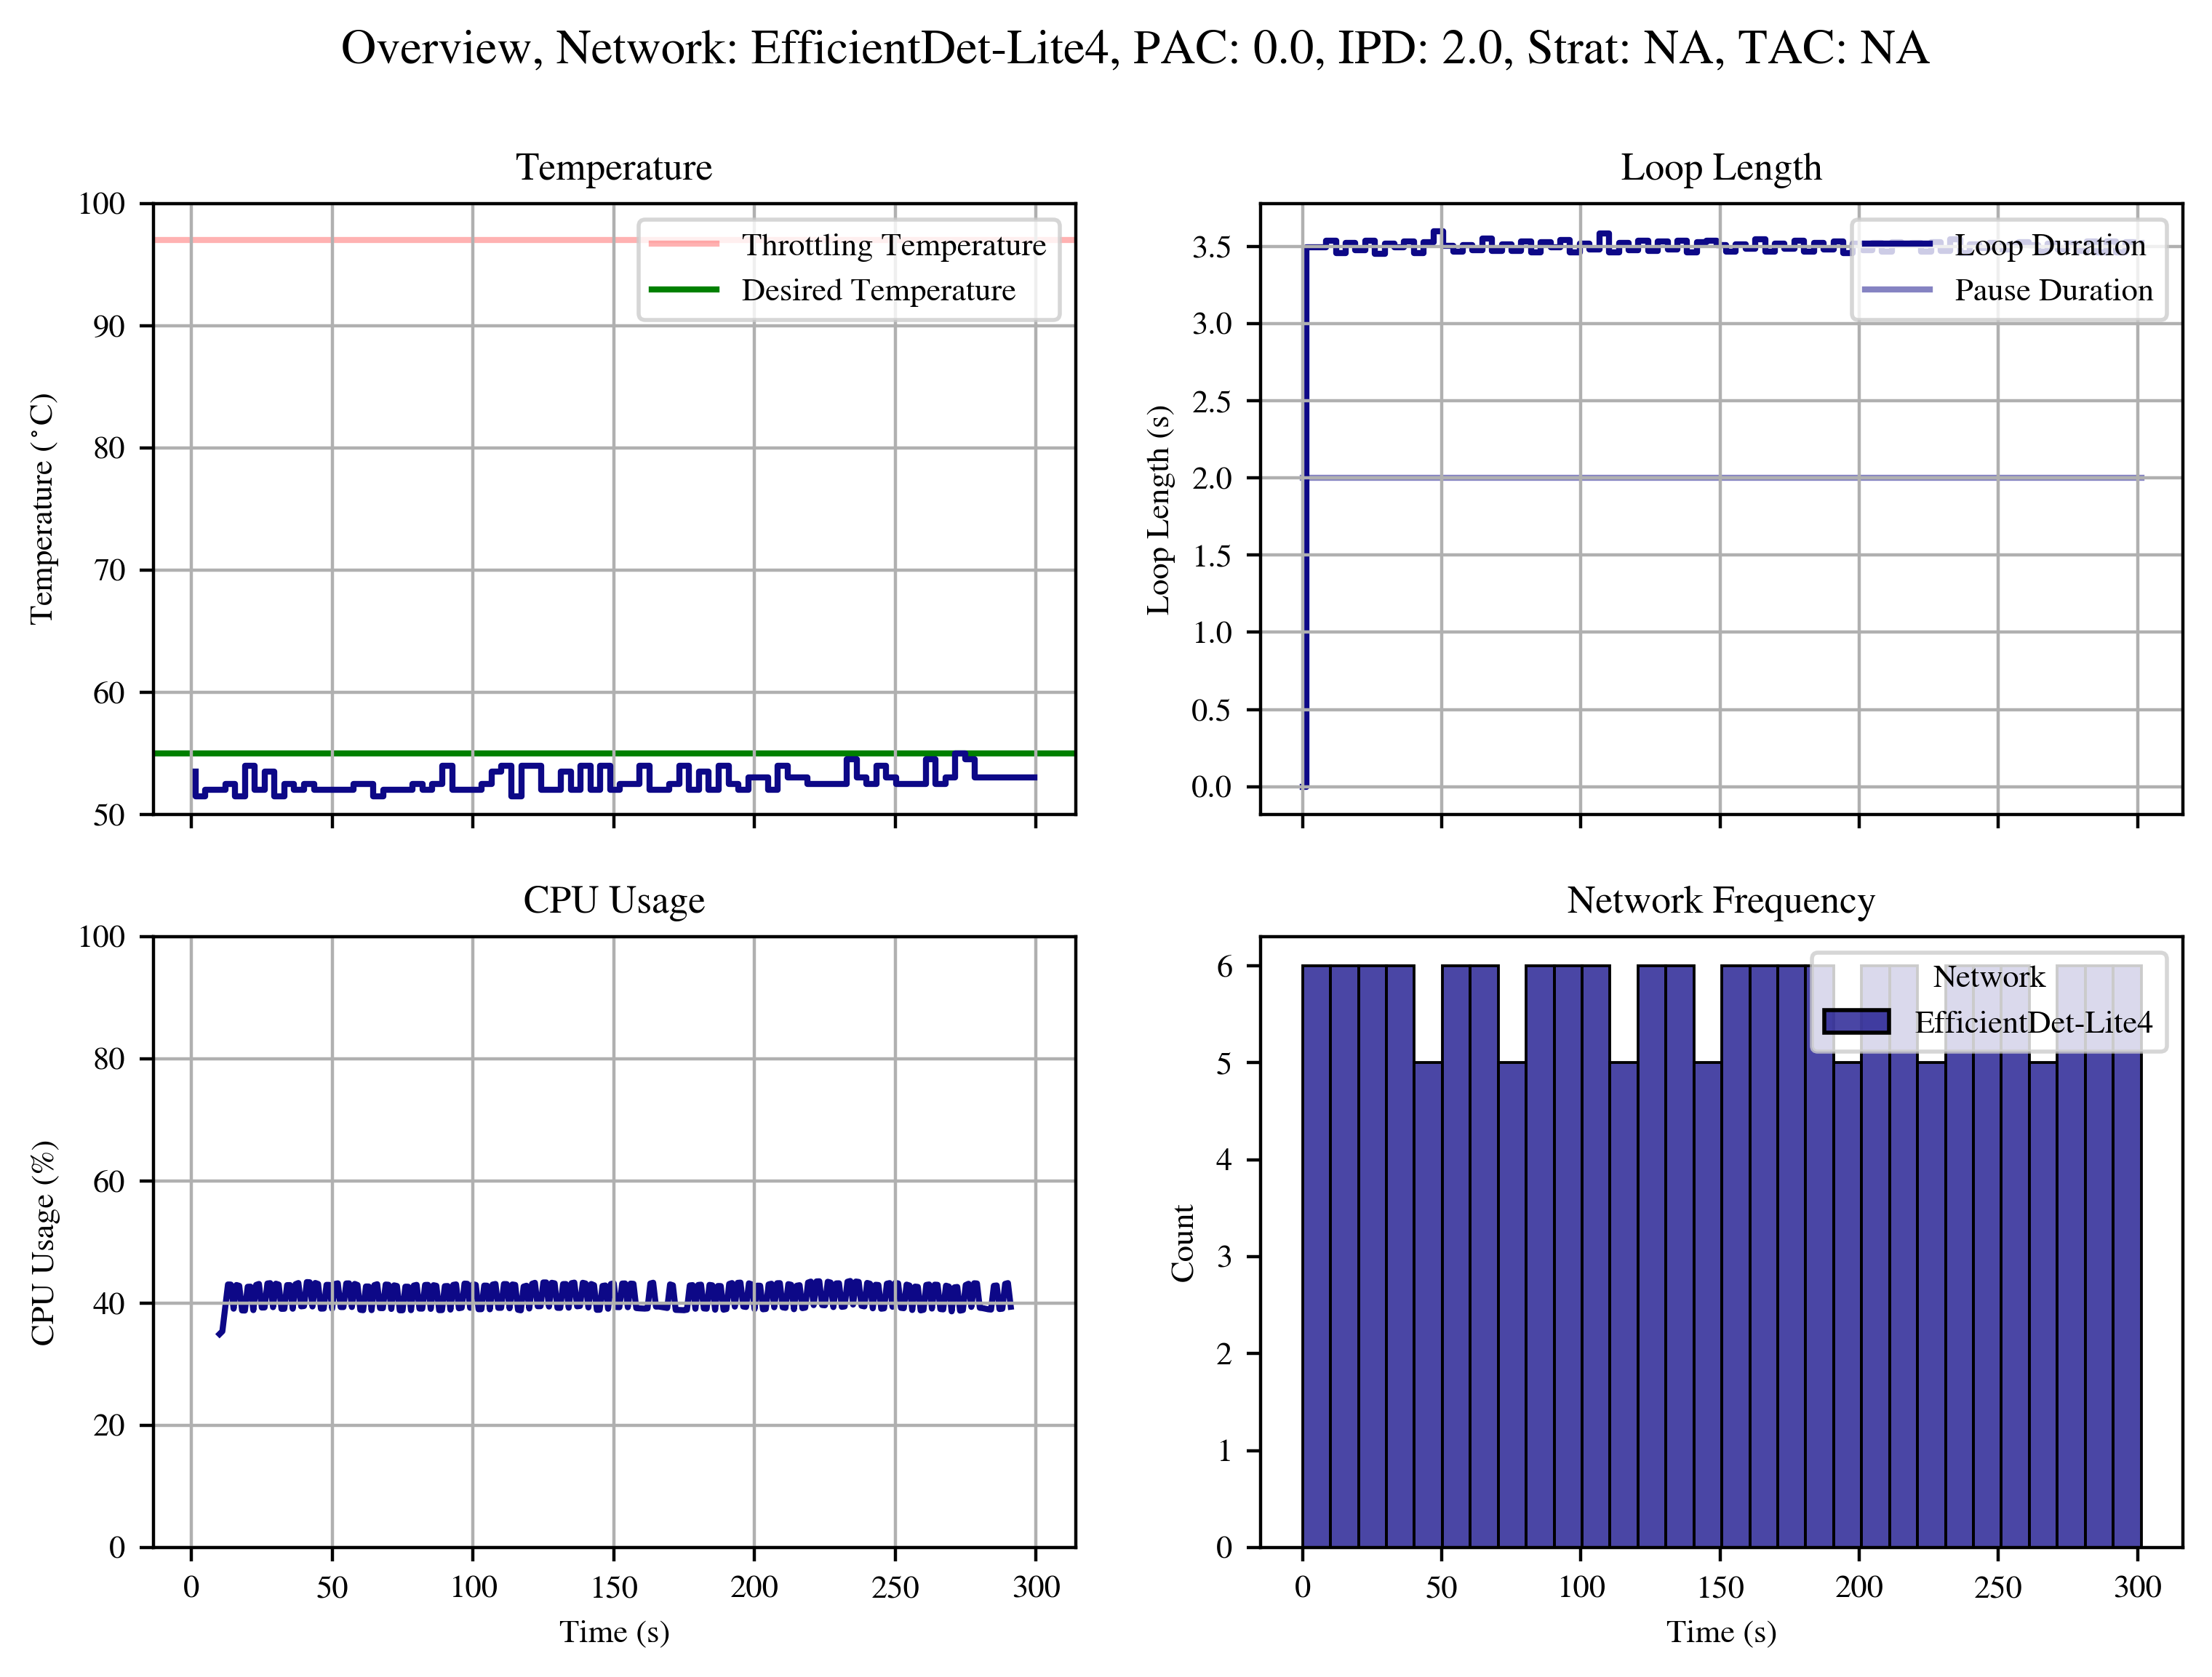 Overview, Network: EfficientDet-Lite4, PAC: 0.0, IPD: 2.0, Strat: NA, TAC: NA
Temperature
100
90
80
70
60
50
Temperature (°C)
Throttling Temperature
Desired Temperature
Loop Length
3.5
3.0
2.5
2.0
1.5
1.0
0.5
0.0
Loop Length (s)
Loop Duration
Pause Duration
CPU Usage
100
80
60
40
20
0
CPU Usage (%)
0 50 100 150 200 250 300
Time (s)
Network Frequency
6
5
4
3
2
1
0
Count
Network
EfficientDet-Lite4
0 50 100 150 200 250 300
Time (s)